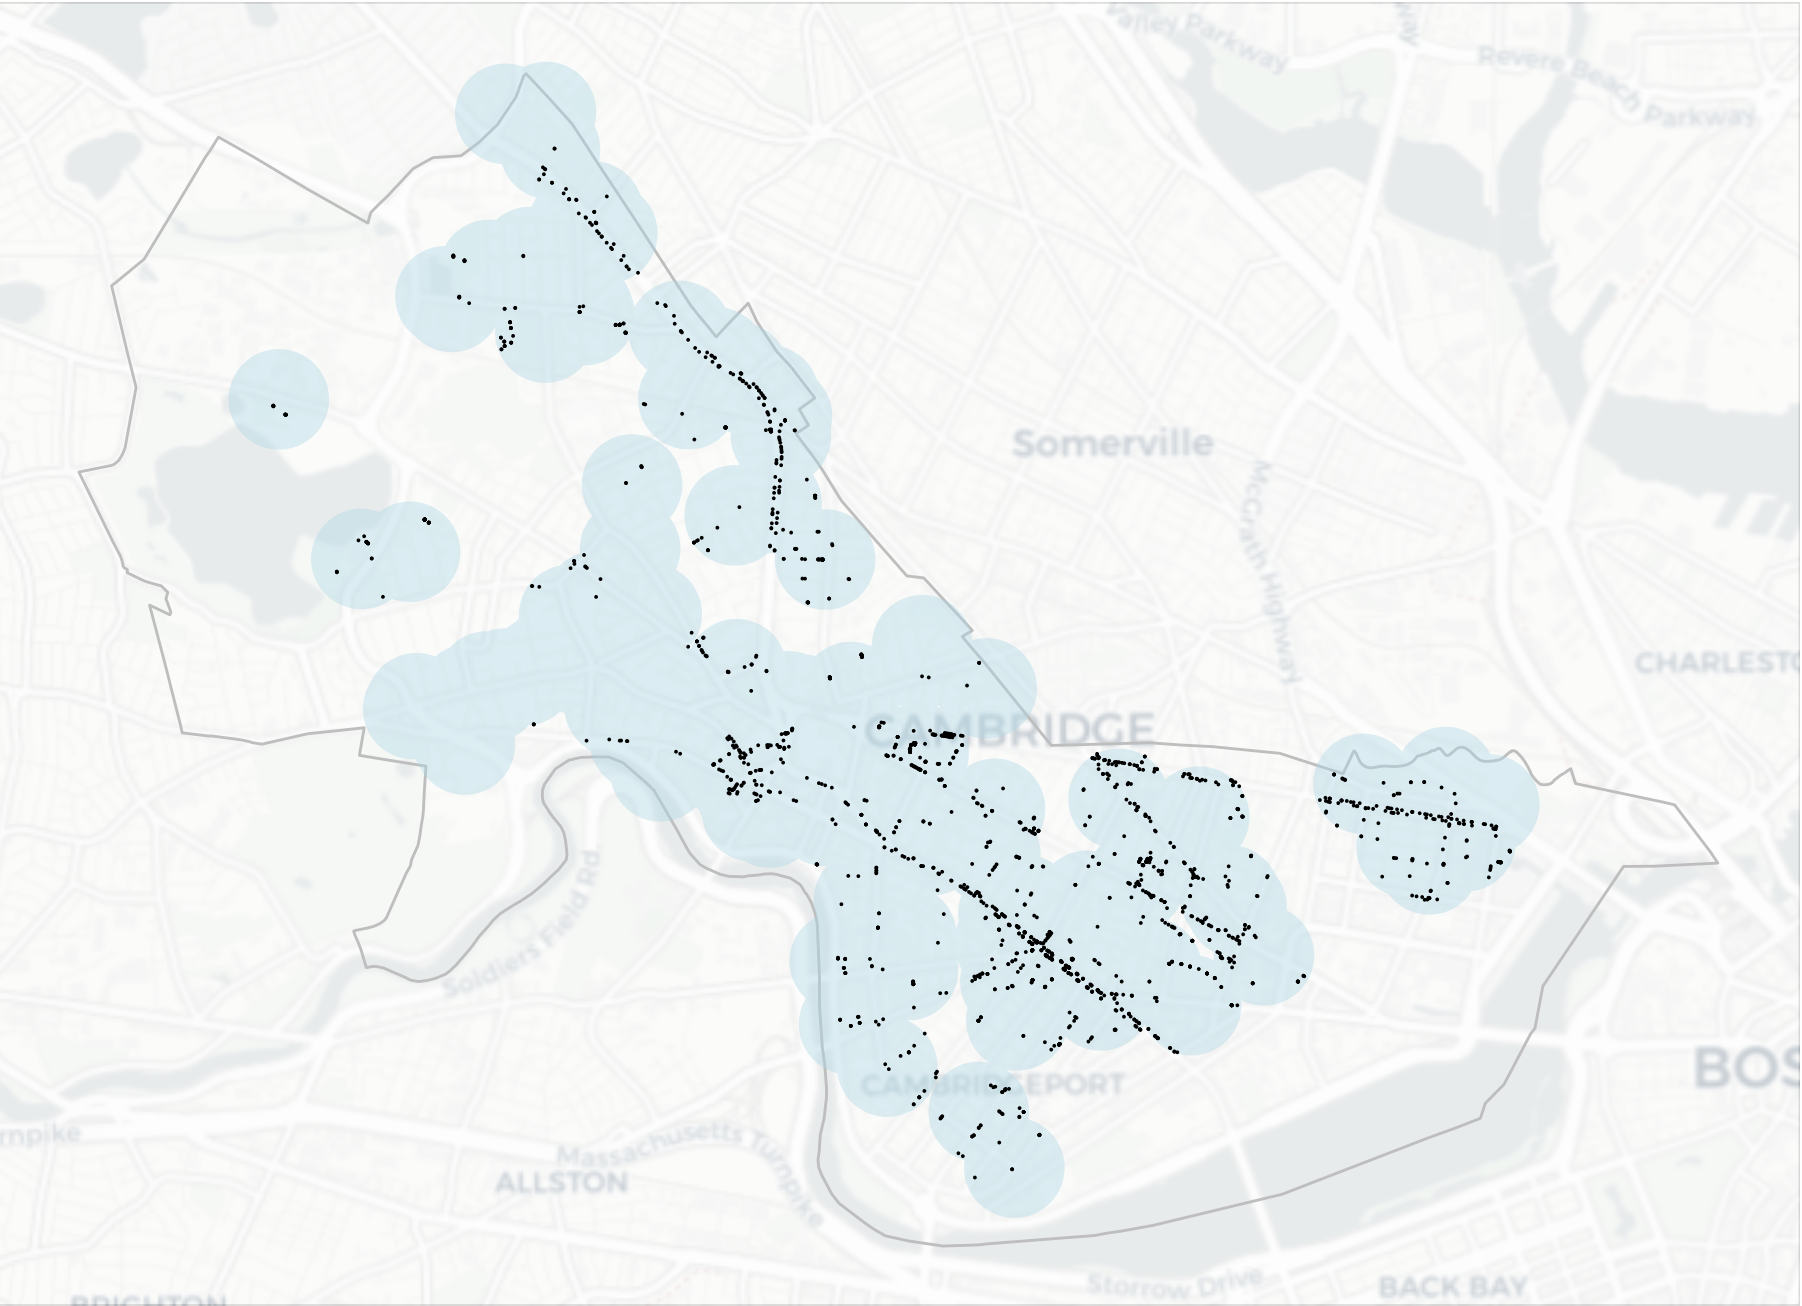 Valley Parkway
way
Revere Beach Parkway
Somerville
McGrath Highway
CHARLESTO
CAMBRIDGE
Soldiers Field Rd
BOS
CAMBRIDGEPORT
rnpike
Massachusetts Turnpike
ALLSTON
Storrow Drive
BACK BAY
BRIGHTON